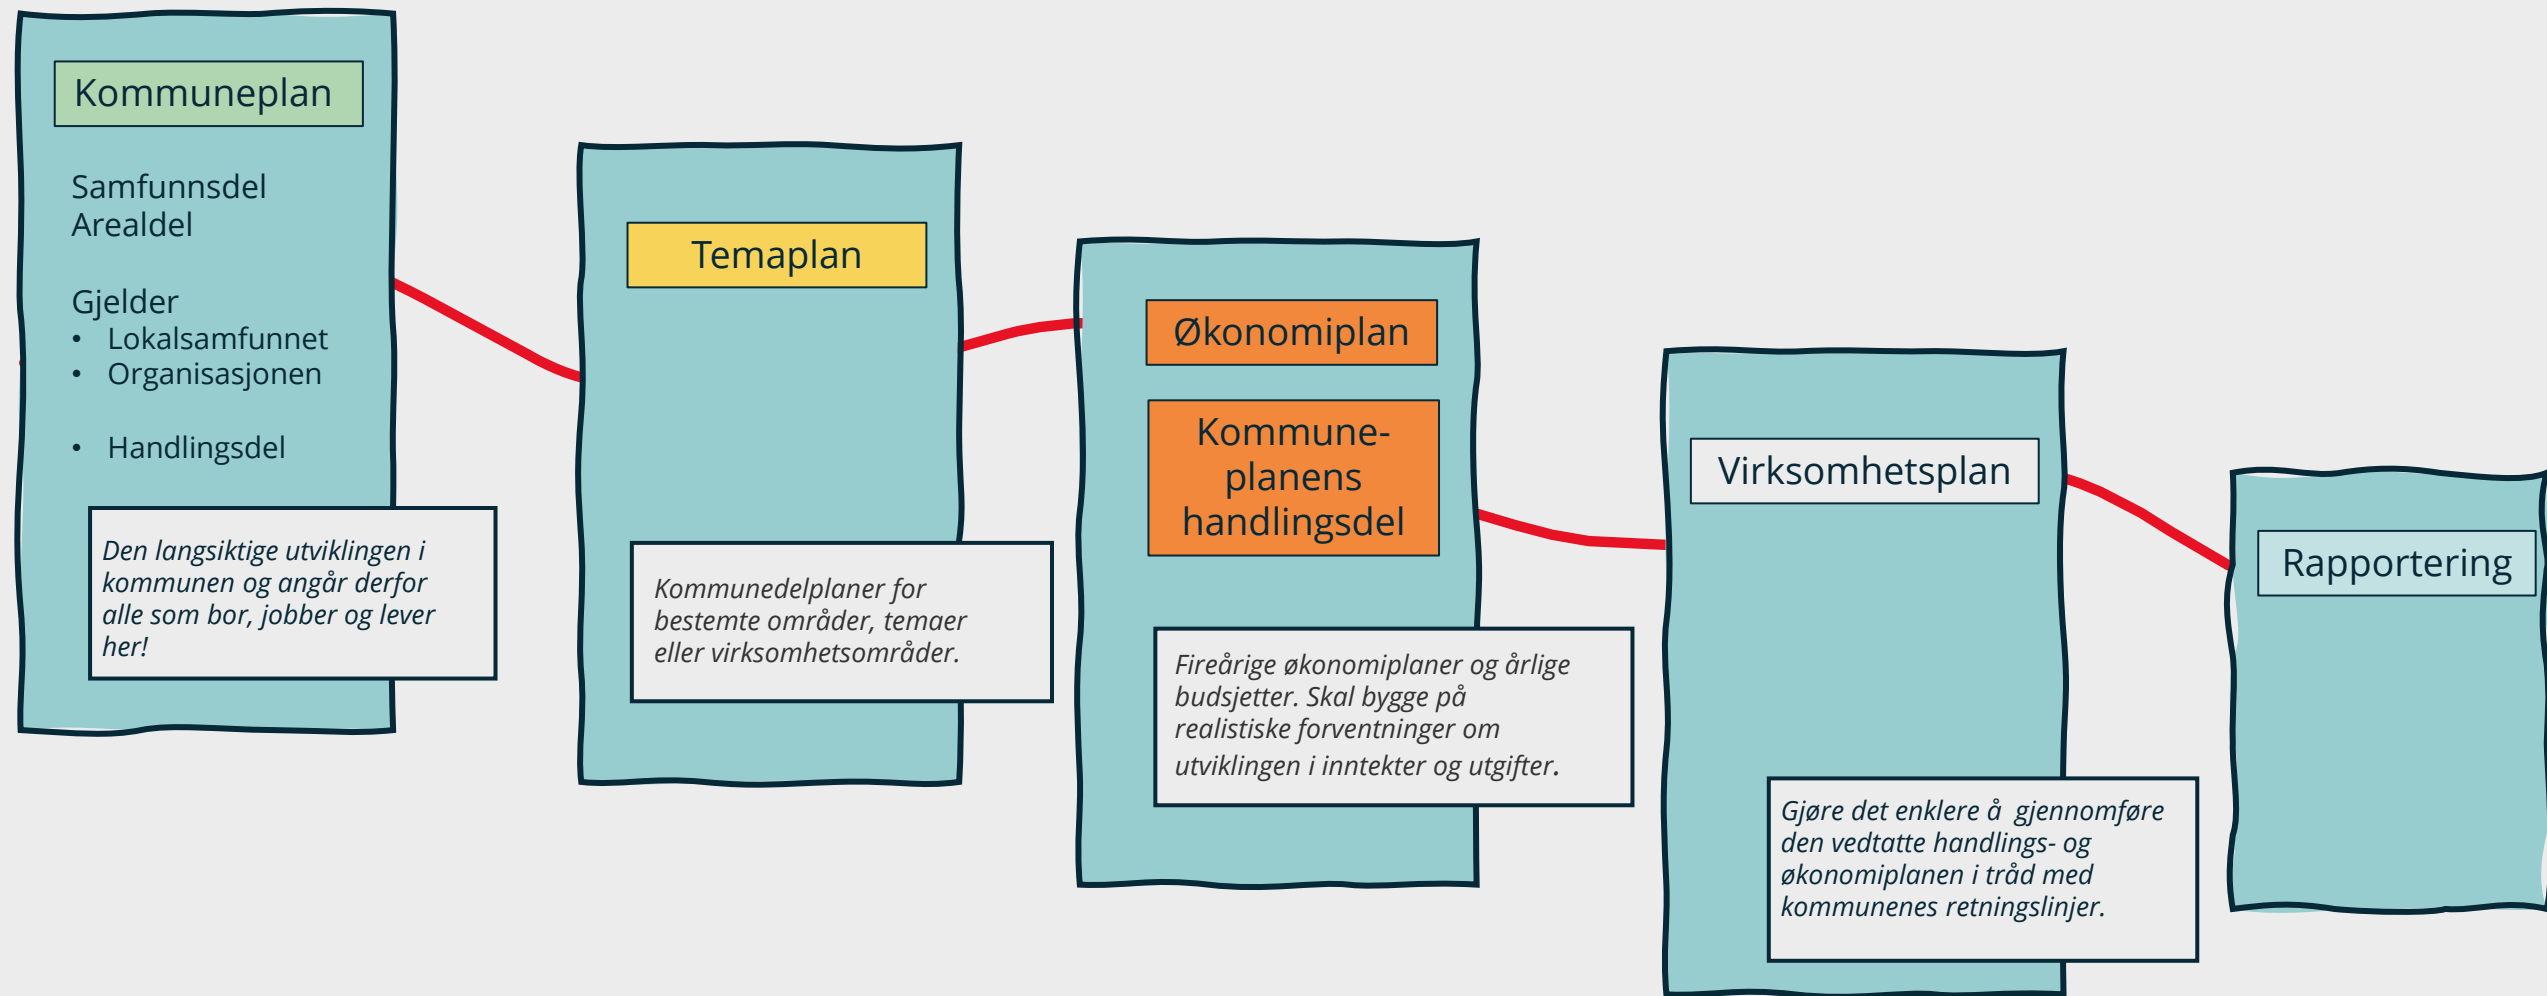 Kommuneplan
Samfunnsdel
Arealdel
Gjelder
• Lokalsamfunnet
• Organisasjonen
• Handlingsdel
Den langsiktige utviklingen i
kommunen og angår derfor
alle som bor, jobber og lever
her!
Temaplan
Kommunedelplaner for
bestemte områder, temaer
eller virksomhetsområder.
Økonomiplan
Kommune-
planens
handlingsdel
Fireårige økonomiplaner og årlige
budsjetter. Skal bygge på
realistiske forventninger om
utviklingen i inntekter og utgifter.
Virksomhetsplan
Gjøre det enklere å  gjennomføre
den vedtatte handlings- og
økonomiplanen i tråd med
kommunenes retningslinjer.
Rapportering